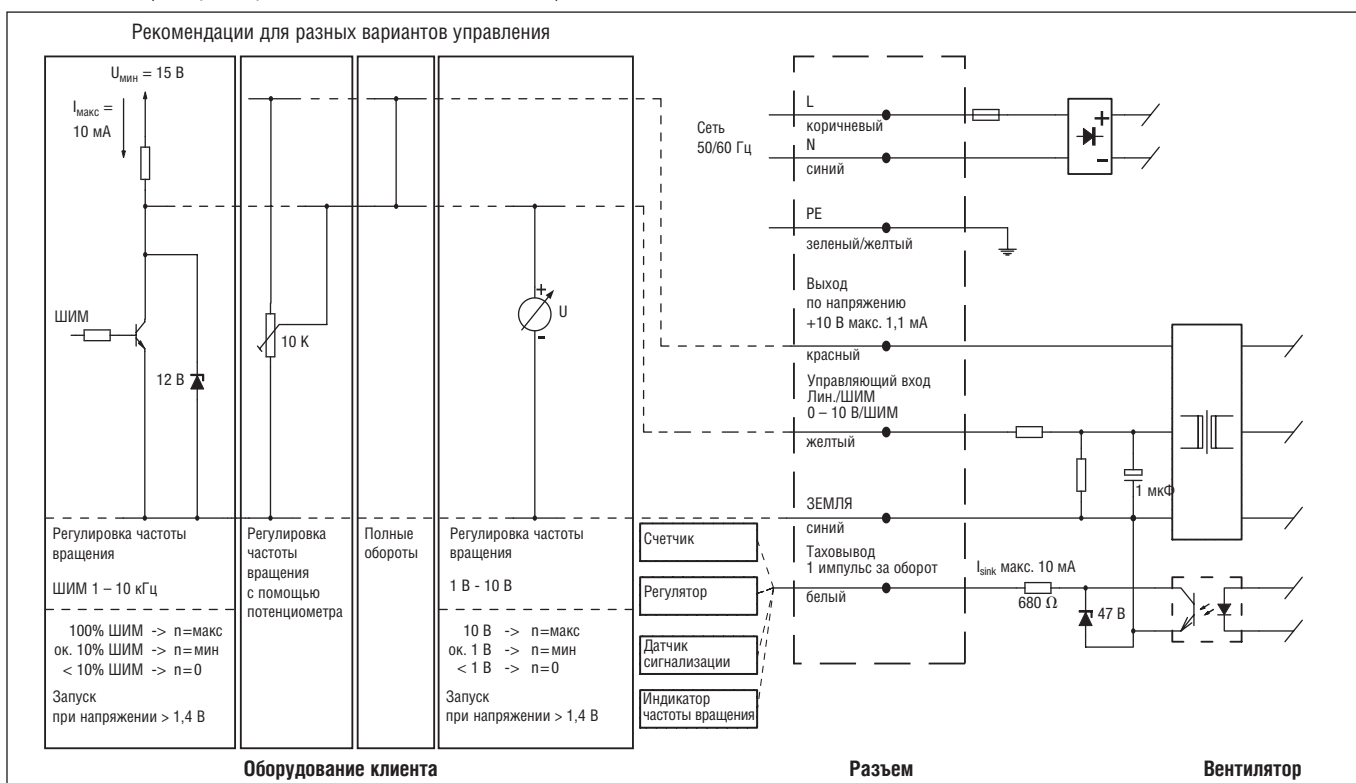 Рекомендации для разных вариантов управления
Uмин = 15 В
Iмакс =
10 мА
ШИМ
12 В
10 K
+
U
-
Регулировка частоты
вращения
ШИМ 1 – 10 кГц
100% ШИМ -> n=макс
ок. 10% ШИМ -> n=мин
< 10% ШИМ -> n=0
Запуск
при напряжении > 1,4 В
Регулировка
частоты
вращения
с помощью
потенциометра
Полные
обороты
Регулировка частоты
вращения
1 В - 10 В
10 В -> n=макс
ок. 1 В -> n=мин
< 1 В -> n=0
Запуск
при напряжении > 1,4 В
Счетчик
Регулятор
Датчик
сигнализации
Индикатор
частоты вращения
Сеть
50/60 Гц
L
коричневый
N
синий
PE
зеленый/желтый
Выход
по напряжению
+10 В макс. 1,1 мА
красный
Управляющий вход
Лин./ШИМ
0 – 10 В/ШИМ
желтый
ЗЕМЛЯ
синий
Таховывод
1 импульс за оборот
белый
+
-
1 мкФ
Isink макс. 10 мА
680 Ω
47 В
Оборудование клиента
Разъем
Вентилятор